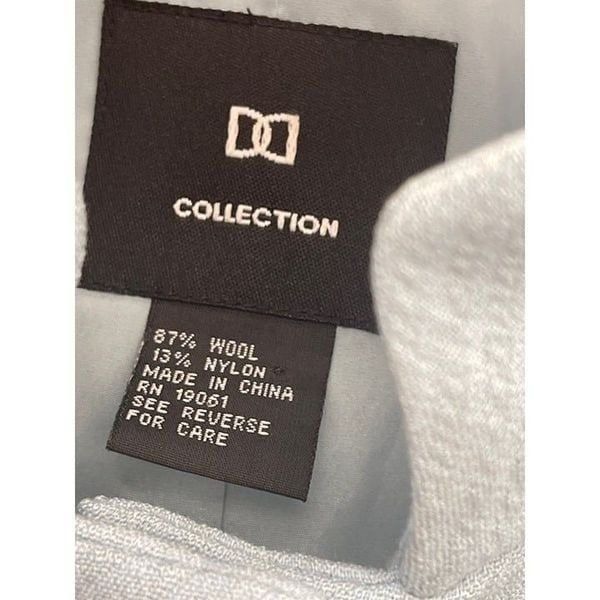 COLLECTION
87% WOOL
13% NYLON
MADE IN CHINA
RN 19061
SEE REVERSE
FOR CARE